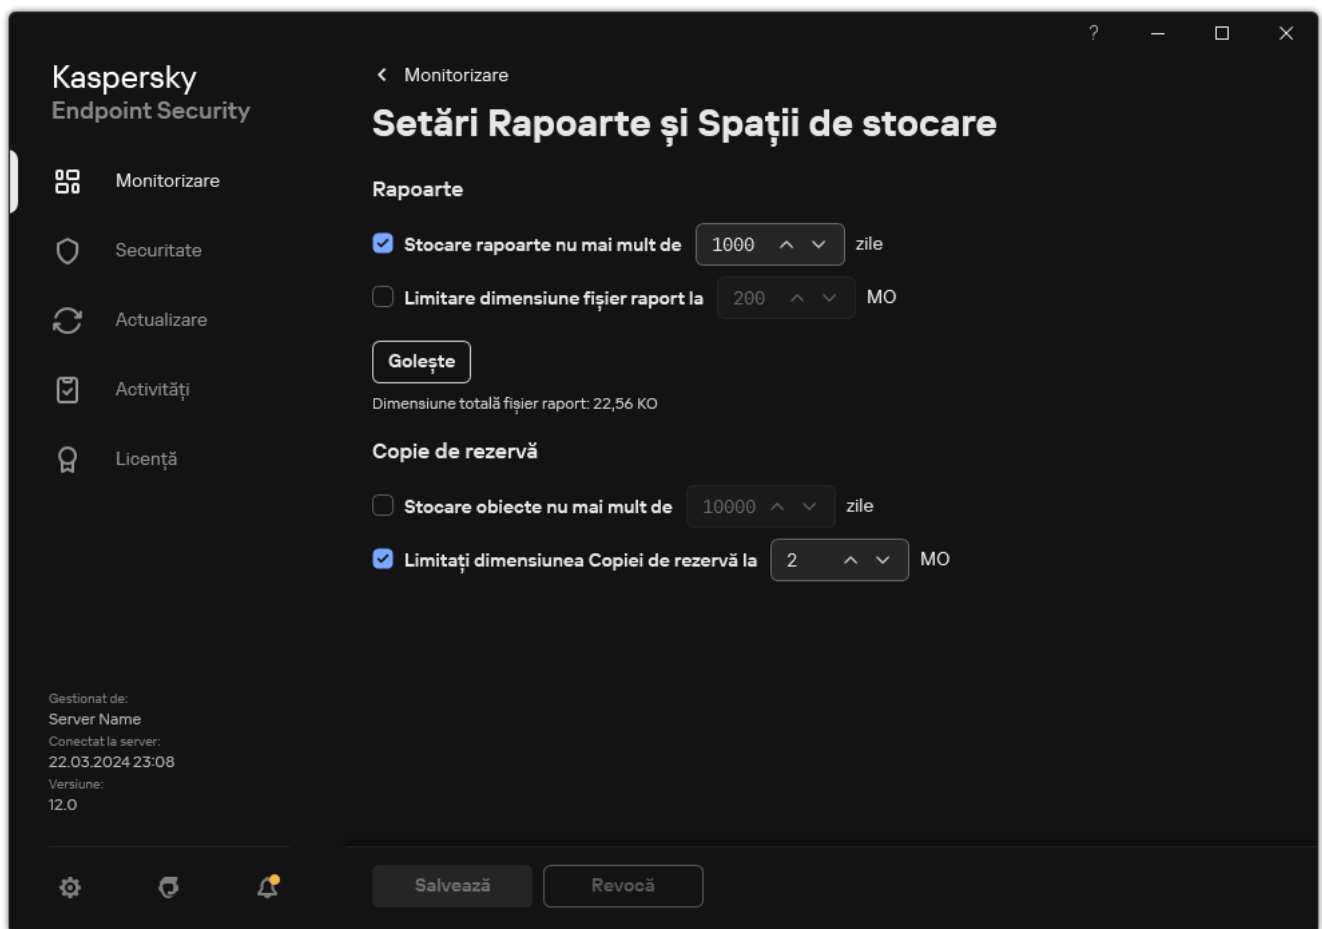 ?
Kaspersky
Endpoint Security
Monitorizare
Securitate
Actualizare
Activități
Licență
Gestionat de:
Server Name
Conectat la server:
22.03.2024 23:08
Versiune:
12.0
Monitorizare
Setări Rapoarte și Spații de stocare
Rapoarte
Stocare rapoarte nu mai mult de 1000 zile
Limitare dimensiune fișier raport la 200 MO
Golește
Dimensiune totală fișier raport: 22,56 KO
Copie de rezervă
Stocare obiecte nu mai mult de 10000 zile
Limitați dimensiunea Copiei de rezervă la 2 MO
Salvează Revocă